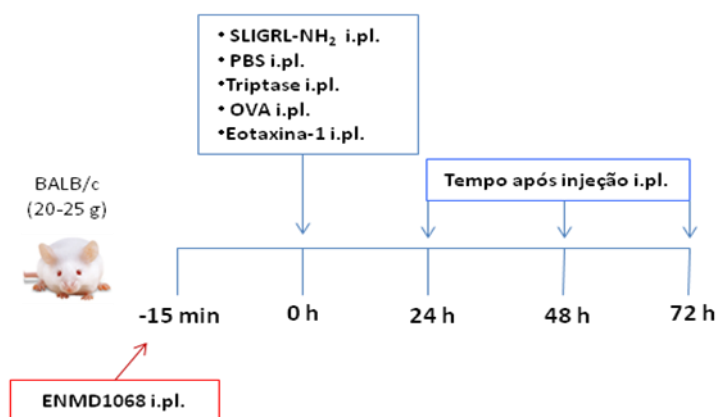 • SLIGRL-NH₂ i.pl.
• PBS i.pl.
•Triptase i.pl.
• OVA i.pl.
•Eotaxina-1 i.pl.
BALB/c
(20-25 g)
Tempo após injeção i.pl.
-15 min
0 h
24 h
48 h
72 h
ENMD1068 i.pl.